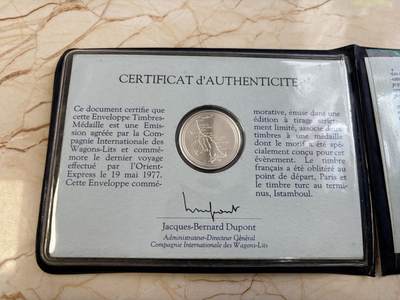 CERTIFICAT d'AUTHENTICITE
Ce document certifie que
cette Enveloppe Timbres-
Médaille est une Emis-
sion agréée par la Com-
pagnie Internationale des
Wagons-Lits et commé-
more le dernier voyage
effectué par l'Orient-
Express le 19 mai 1977.
Cette Enveloppe commé-
morative, émise dans une
édition à tirage stricte-
ment limité, associe deux
timbres à une médaille
dont le motif a été spé-
cialement conçu pour cet
évènement. Le timbre
français a été oblitéré au
point de départ, Paris et
le timbre turc au termi-
nus, Istamboul.
Jacques-Bernard Dupont
Administrateur-Directeur Général
Compagnie Internationale des Wagons-Lits